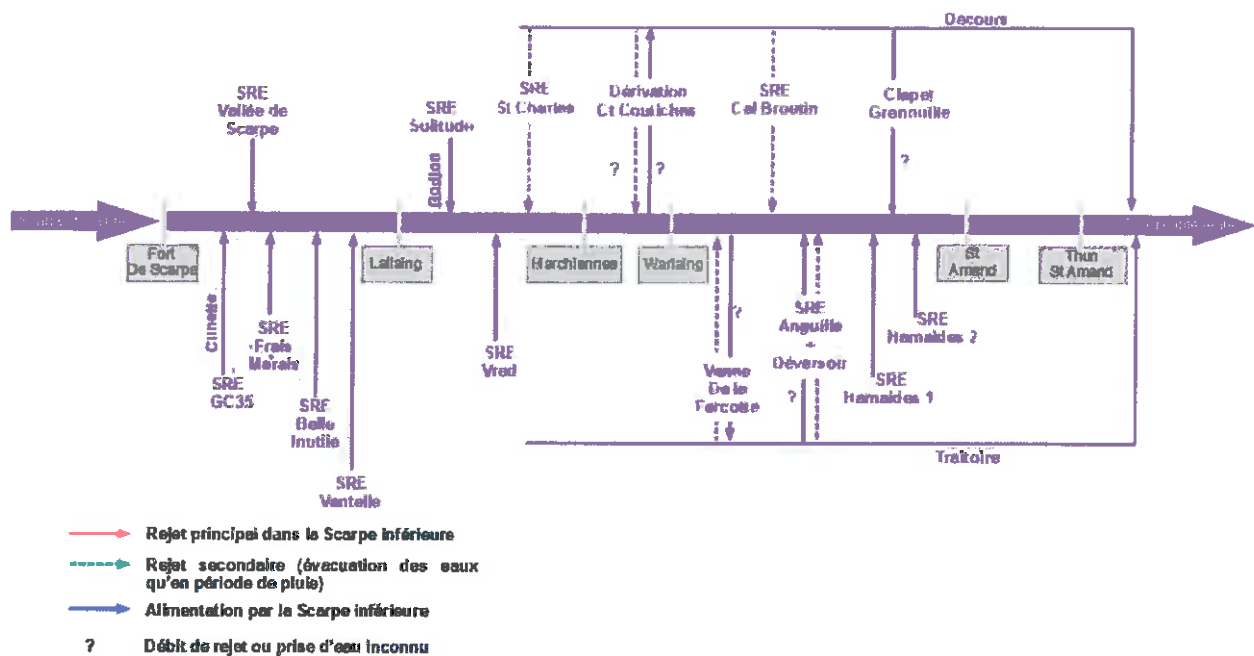 Decours
SRE
Vallée de
Scarpe
SRE
Solitude
SRE
St Charles
Dérivation
Ct Coutiches
SRE
Cal Broutin
Clapet
Grenouille
Godion
?
?
?
Fort
De Scarpe
Lallaing
Marchiennes
Warlaing
St
Amand
Thun
St Amand
Cunette
SRE
GC35
SRE
Frais
Marais
SRE
Belle
Inutile
SRE
Ventelle
SRE
Vred
?
Vanne
De la
Farcotte
SRE
Anguille
+
Déversoir
?
SRE
Hamaides 1
SRE
Hamaides 2
Traitoire
Rejet principal dans la Scarpe inférieure
Rejet secondaire (évacuation des eaux
qu'en période de pluie)
Alimentation par la Scarpe inférieure
? Débit de rejet ou prise d'eau inconnu